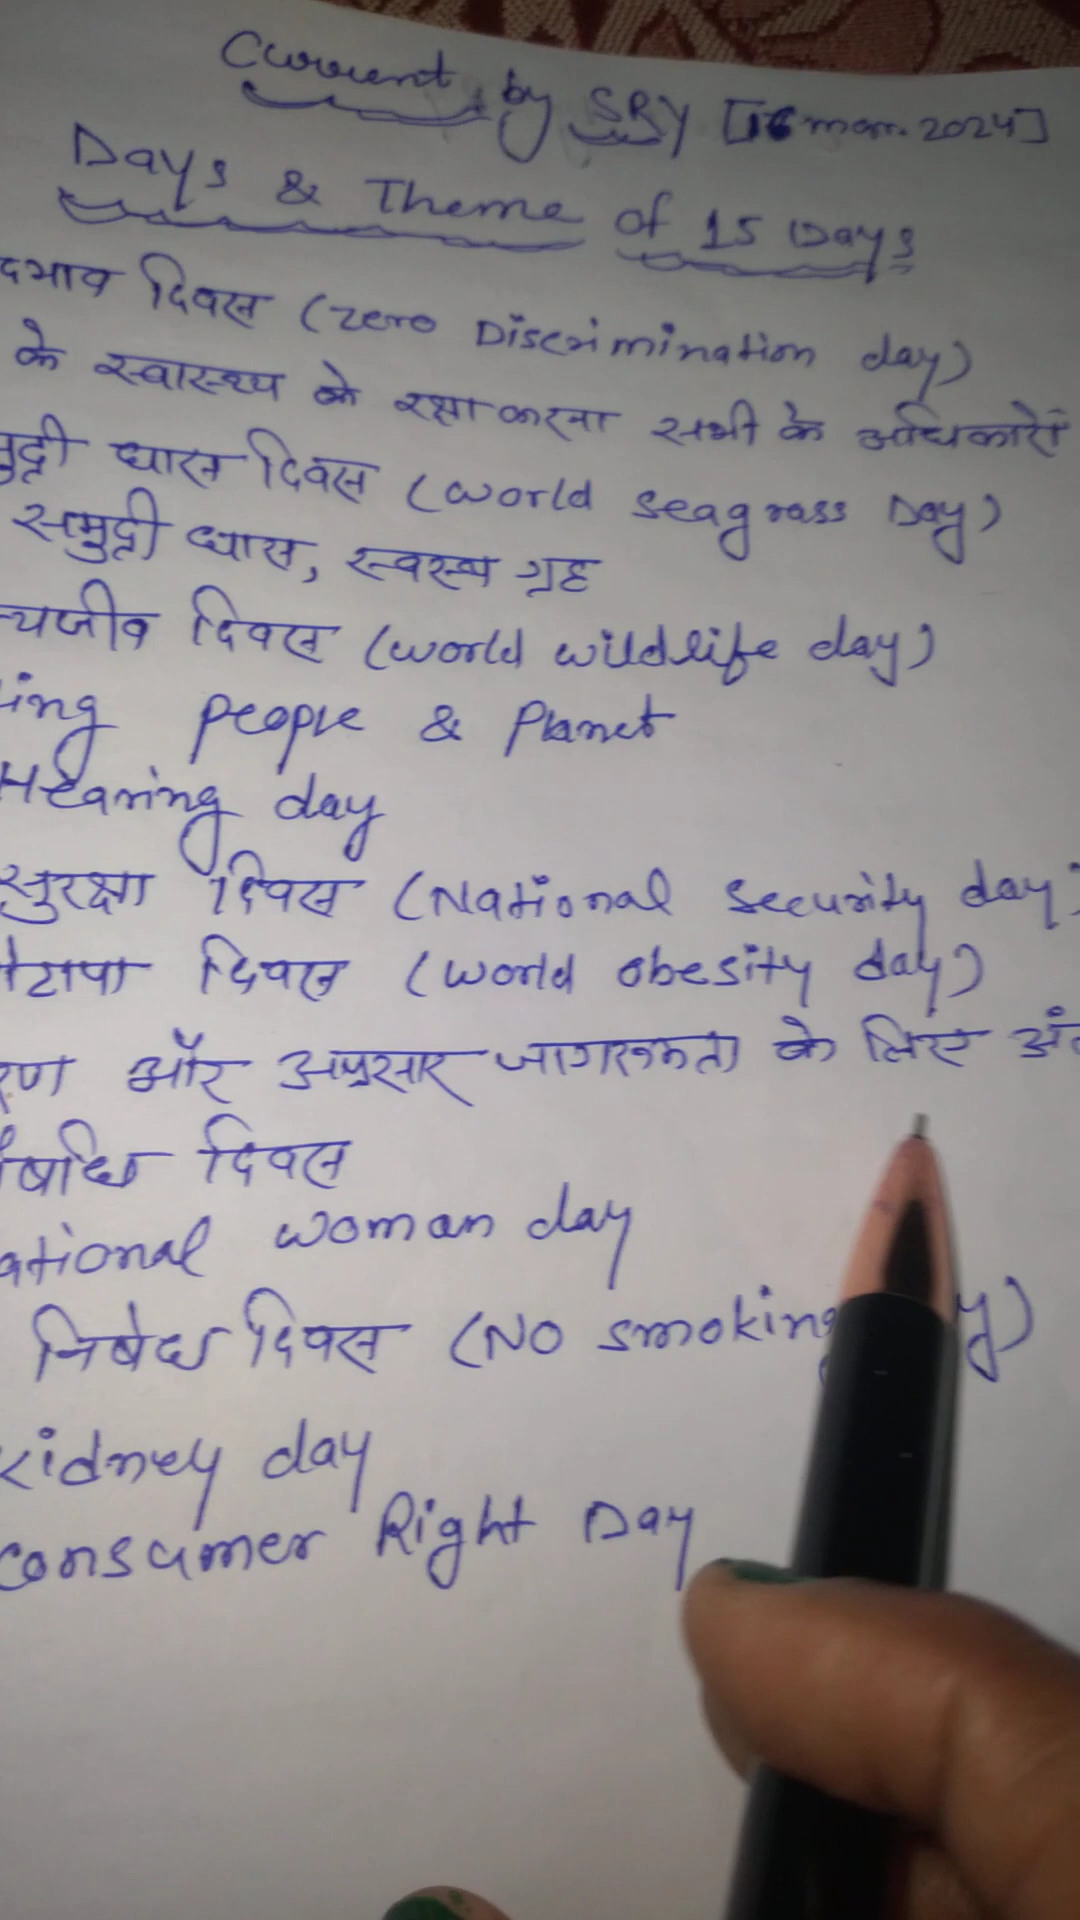 Current by SRY [16 mar. 2024]
Days & Theme of 15 Days
दभाव दिवस (Zero Discrimination day)
के स्वास्थ्य के रक्षा करना सभी के अधिकारों
मुद्री घास दिवस (world seagrass Day)
समुद्री घास, स्वस्थ ग्रह
न्यजीव दिवस (world wildlife day)
ing People & Planet
Hearing day
सुरक्षा दिवस (National security day)
मोटापा दिवस (world obesity day)
और अप्रसार जागरूकता के लिए अं
दिवस
ational woman day
निषेध दिवस (No smoking y)
kidney day
consumer Right Day